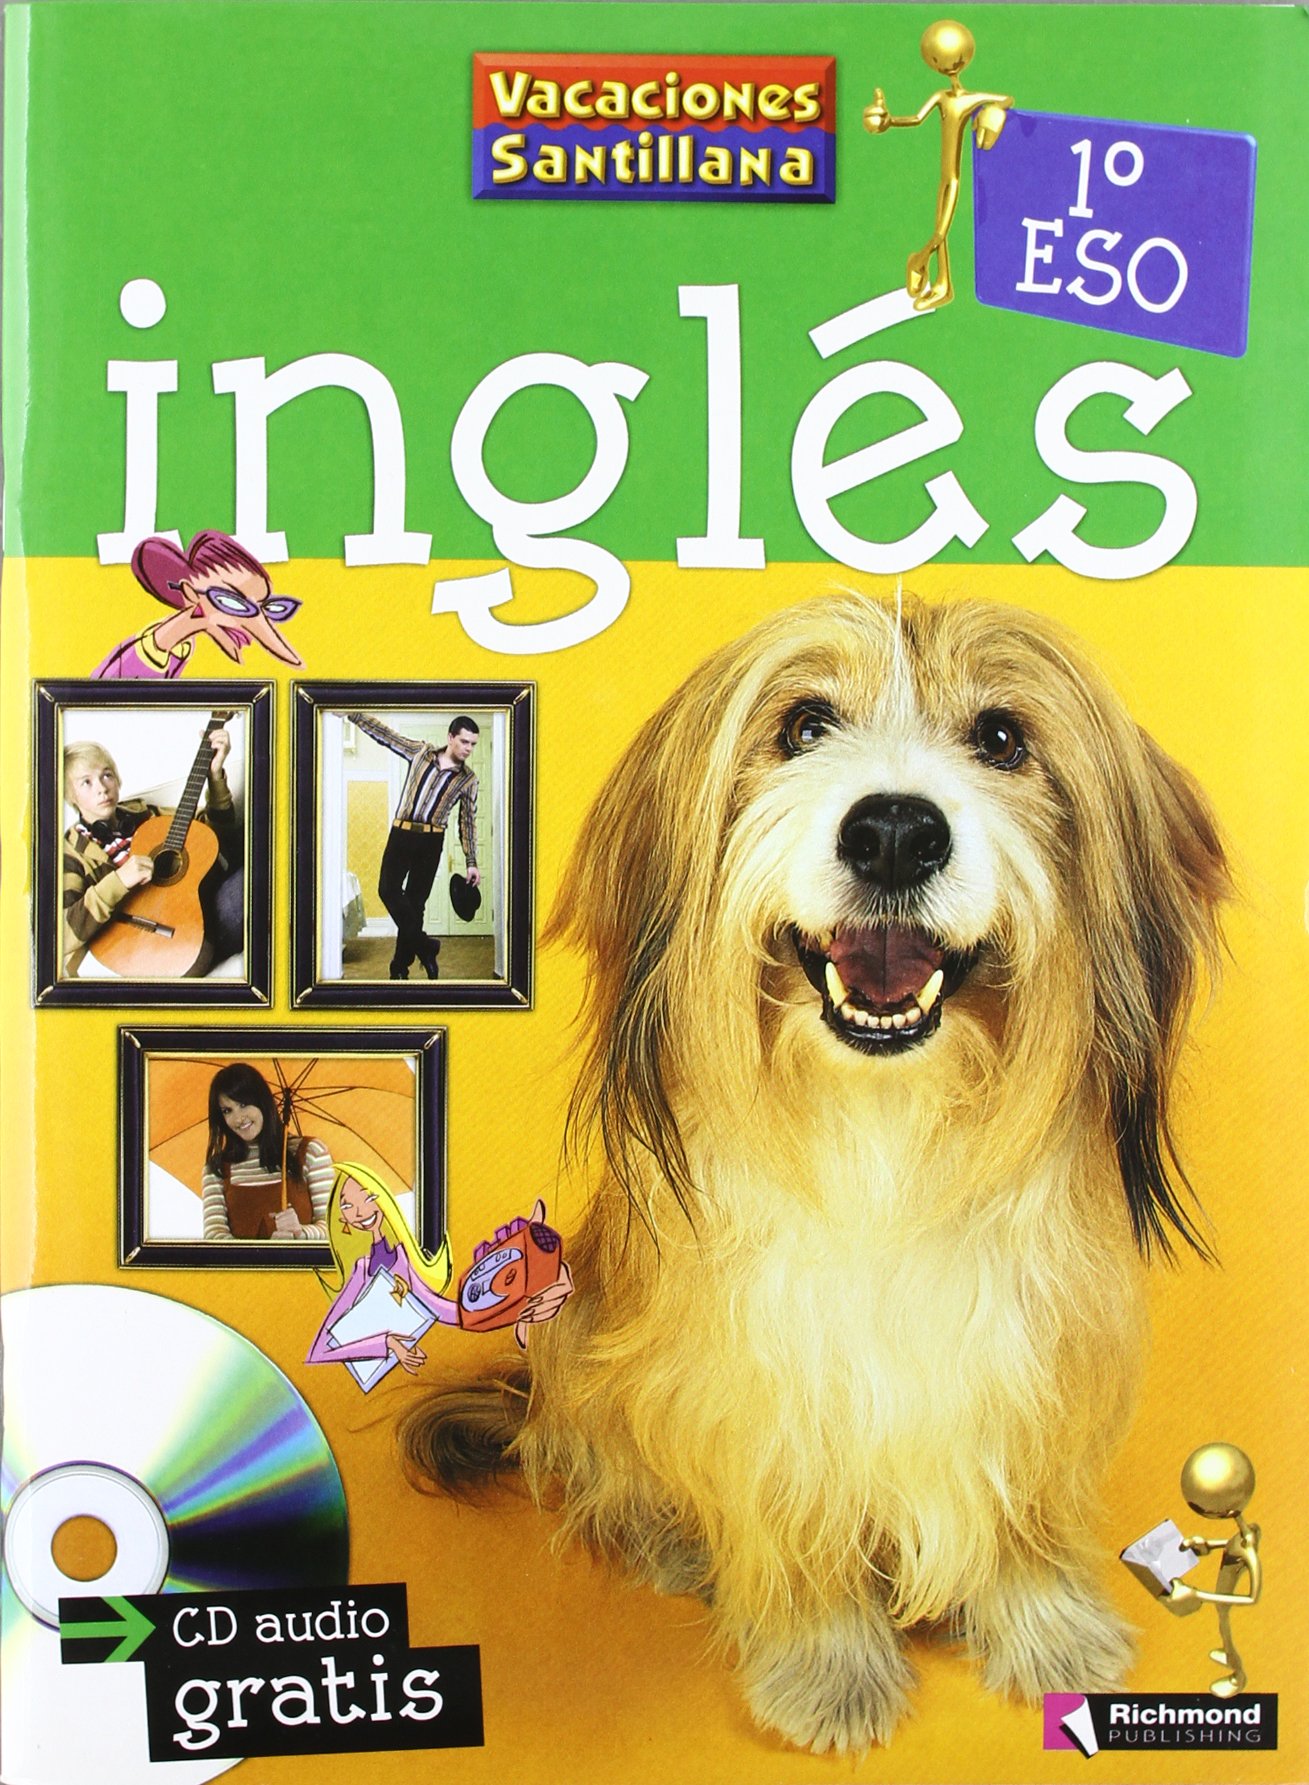 Vacaciones
Santillana
1º
ESO
inglés
CD audio
gratis
Richmond
PUBLISHING